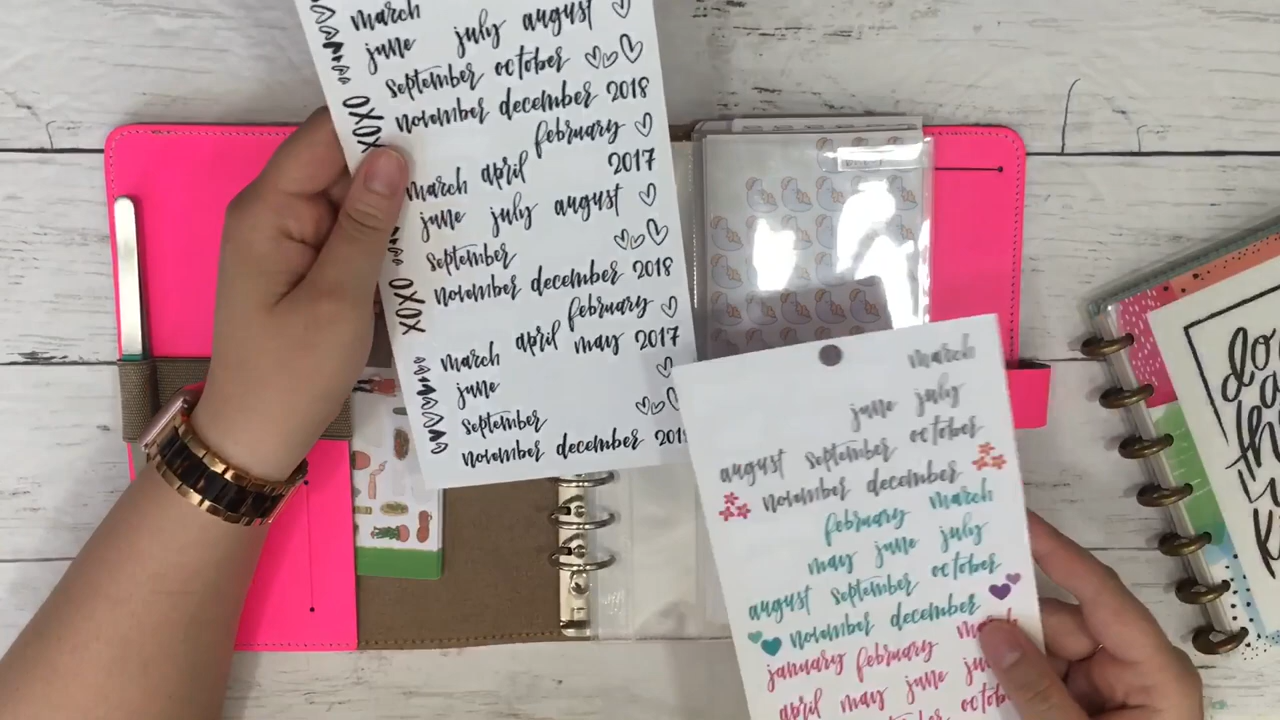 march
june july august
september october
november december 2018
february
march april 2017
june july august
september
november december 2018
february
march april may 2017
june
september
november december
XOXO
XOXO
march
june july
august september october
november december
february march
may june july
august september october
november december
january february
april may june
do